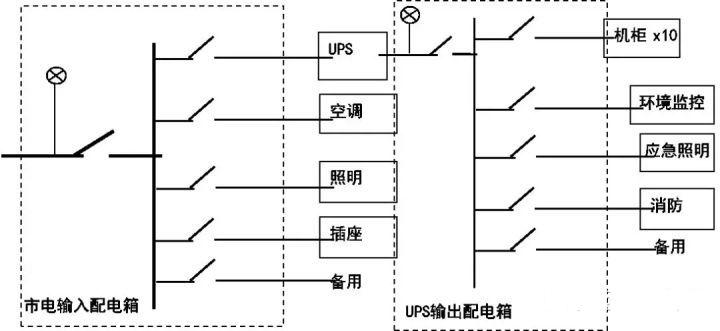 UPS
空调
照明
插座
备用
市电输入配电箱
机柜 x10
环境监控
应急照明
消防
备用
UPS输出配电箱